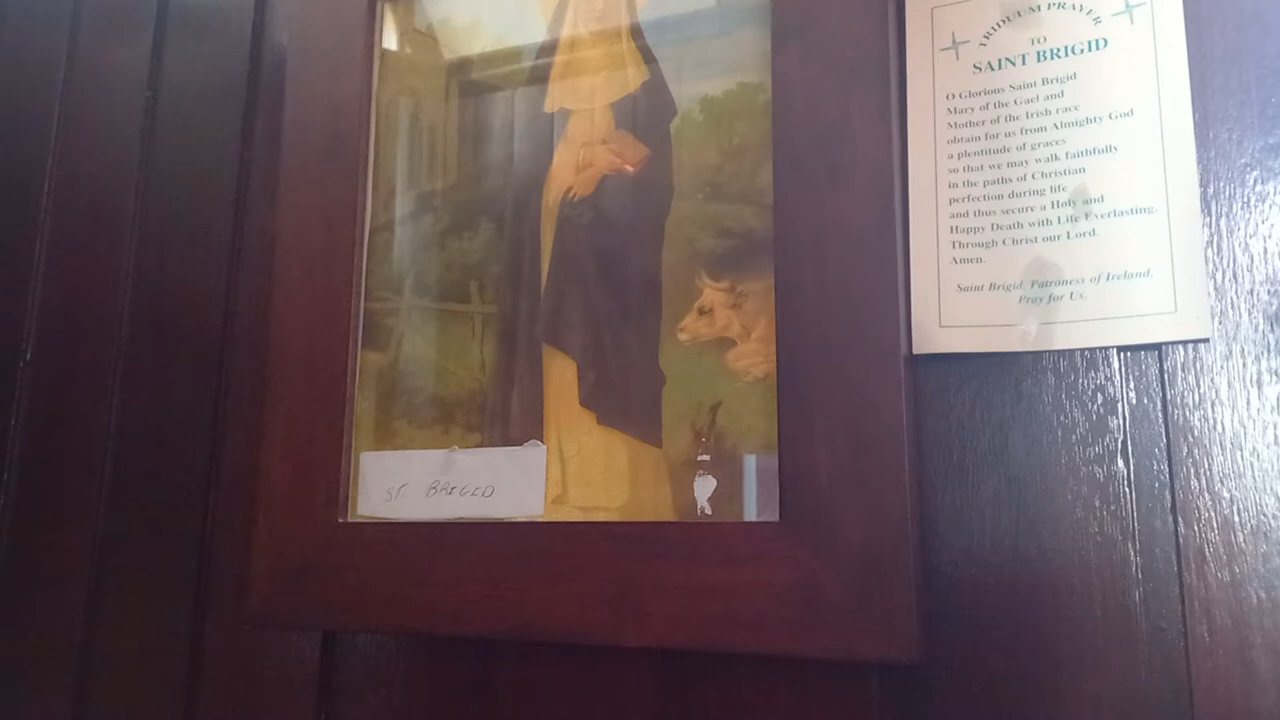 ST. BRIGID
TRIDUUM PRAYER
TO
SAINT BRIGID
O Glorious Saint Brigid
Mary of the Gael and
Mother of the Irish race
obtain for us from Almighty God
a plentitude of graces
so that we may walk faithfully
in the paths of Christian
perfection during life
and thus secure a Holy and
Happy Death with Life Everlasting.
Through Christ our Lord.
Amen.
Saint Brigid, Patroness of Ireland,
Pray for Us.